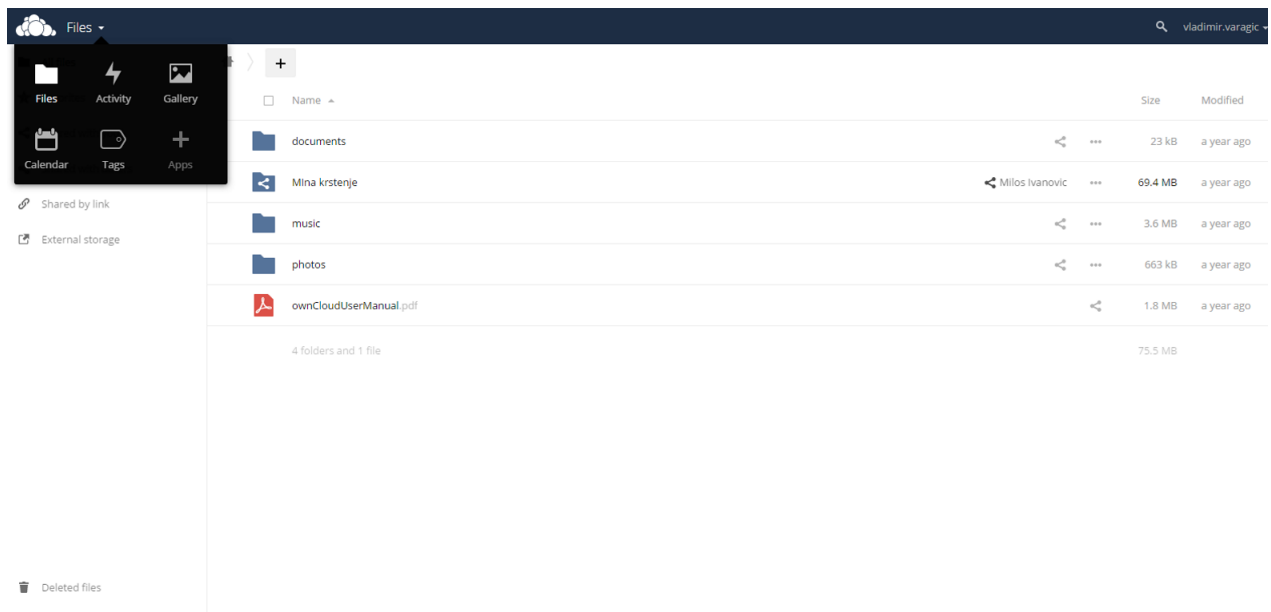 Files
vladimir.varagic
Files Activity Gallery
Calendar Tags Apps
Shared by link
External storage
Deleted files
+
Name Size Modified
documents 23 kB a year ago
MIna krstenje Milos Ivanovic 69.4 MB a year ago
music 3.6 MB a year ago
photos 663 kB a year ago
ownCloudUserManual.pdf 1.8 MB a year ago
4 folders and 1 file 75.5 MB